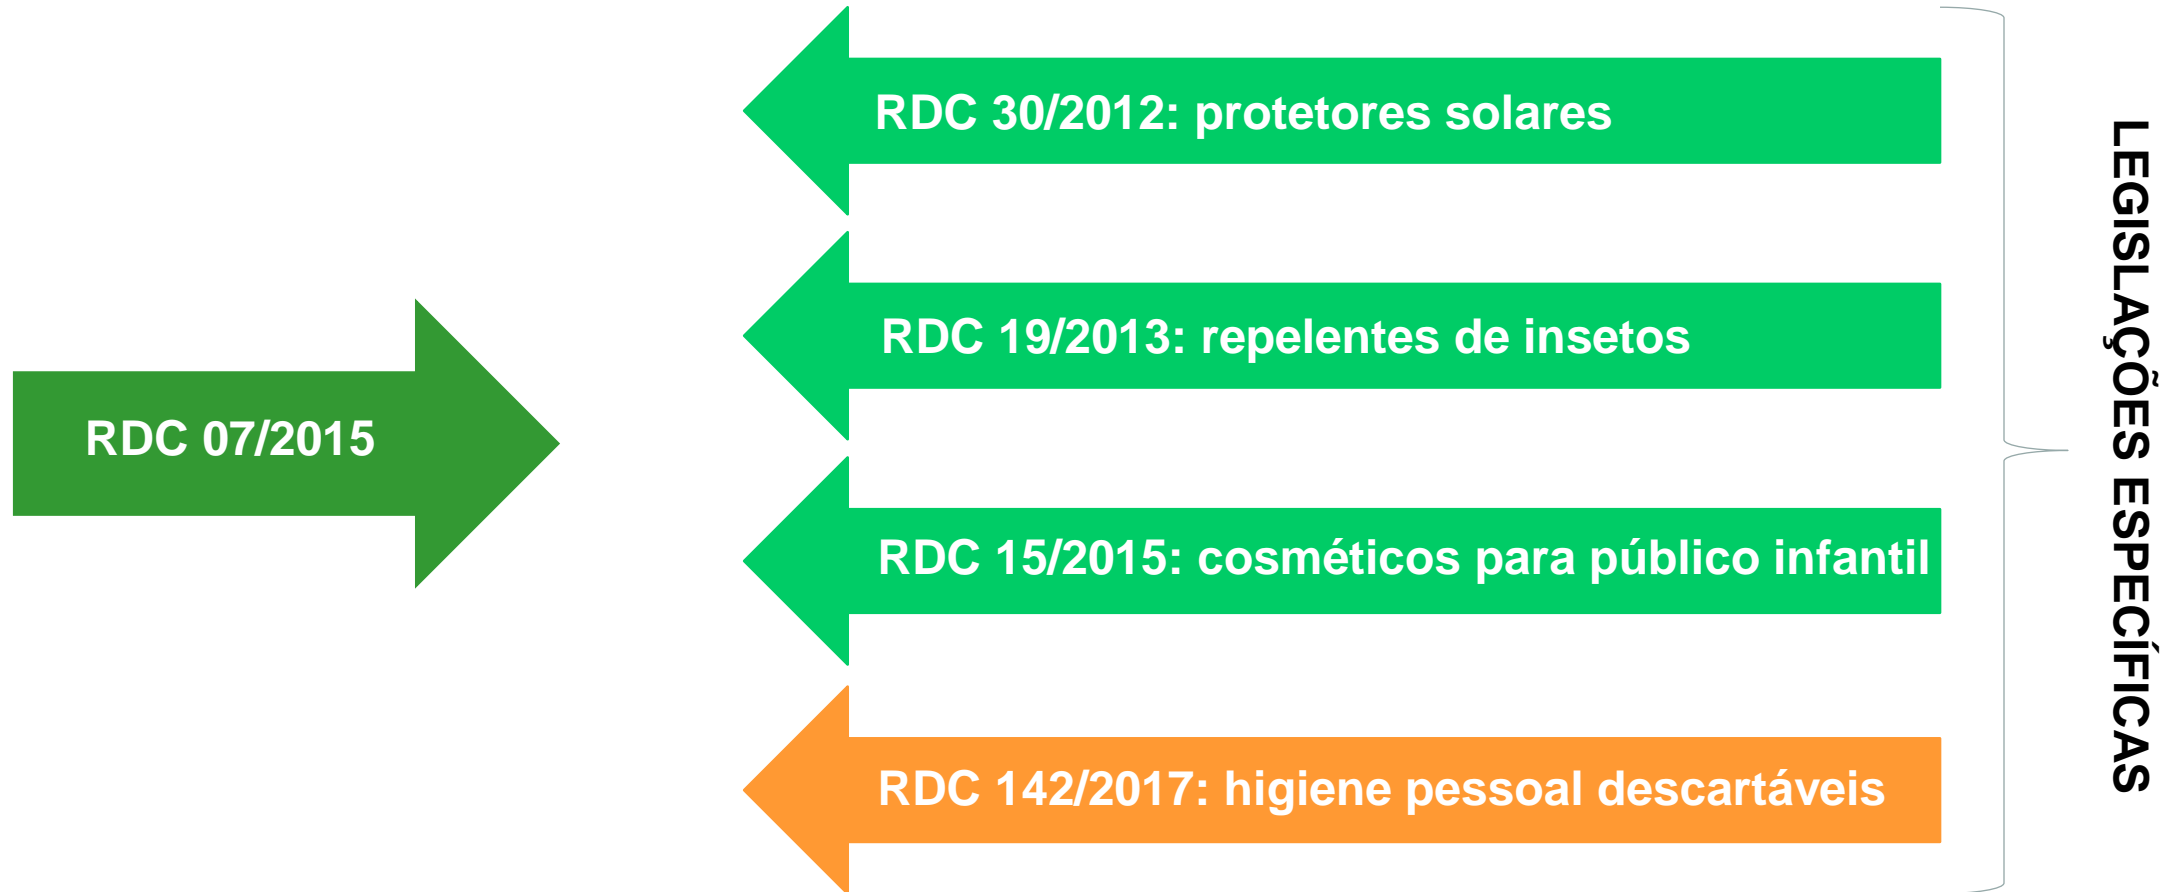 RDC 07/2015
RDC 30/2012: protetores solares
RDC 19/2013: repelentes de insetos
RDC 15/2015: cosméticos para público infantil
RDC 142/2017: higiene pessoal descartáveis
LEGISLAÇÕES ESPECÍFICAS